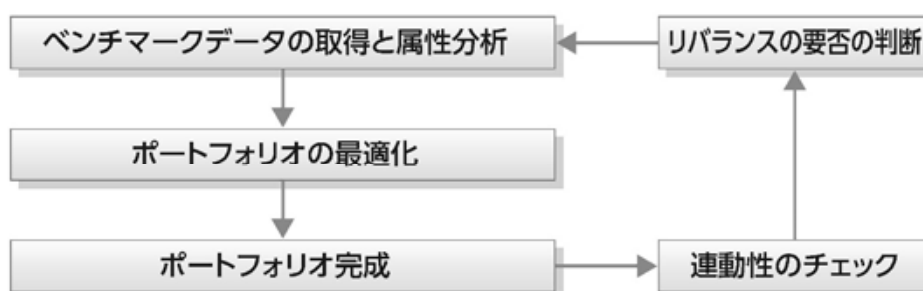 ベンチマークデータの取得と属性分析
リバランスの要否の判断
ポートフォリオの最適化
ポートフォリオ完成
連動性のチェック